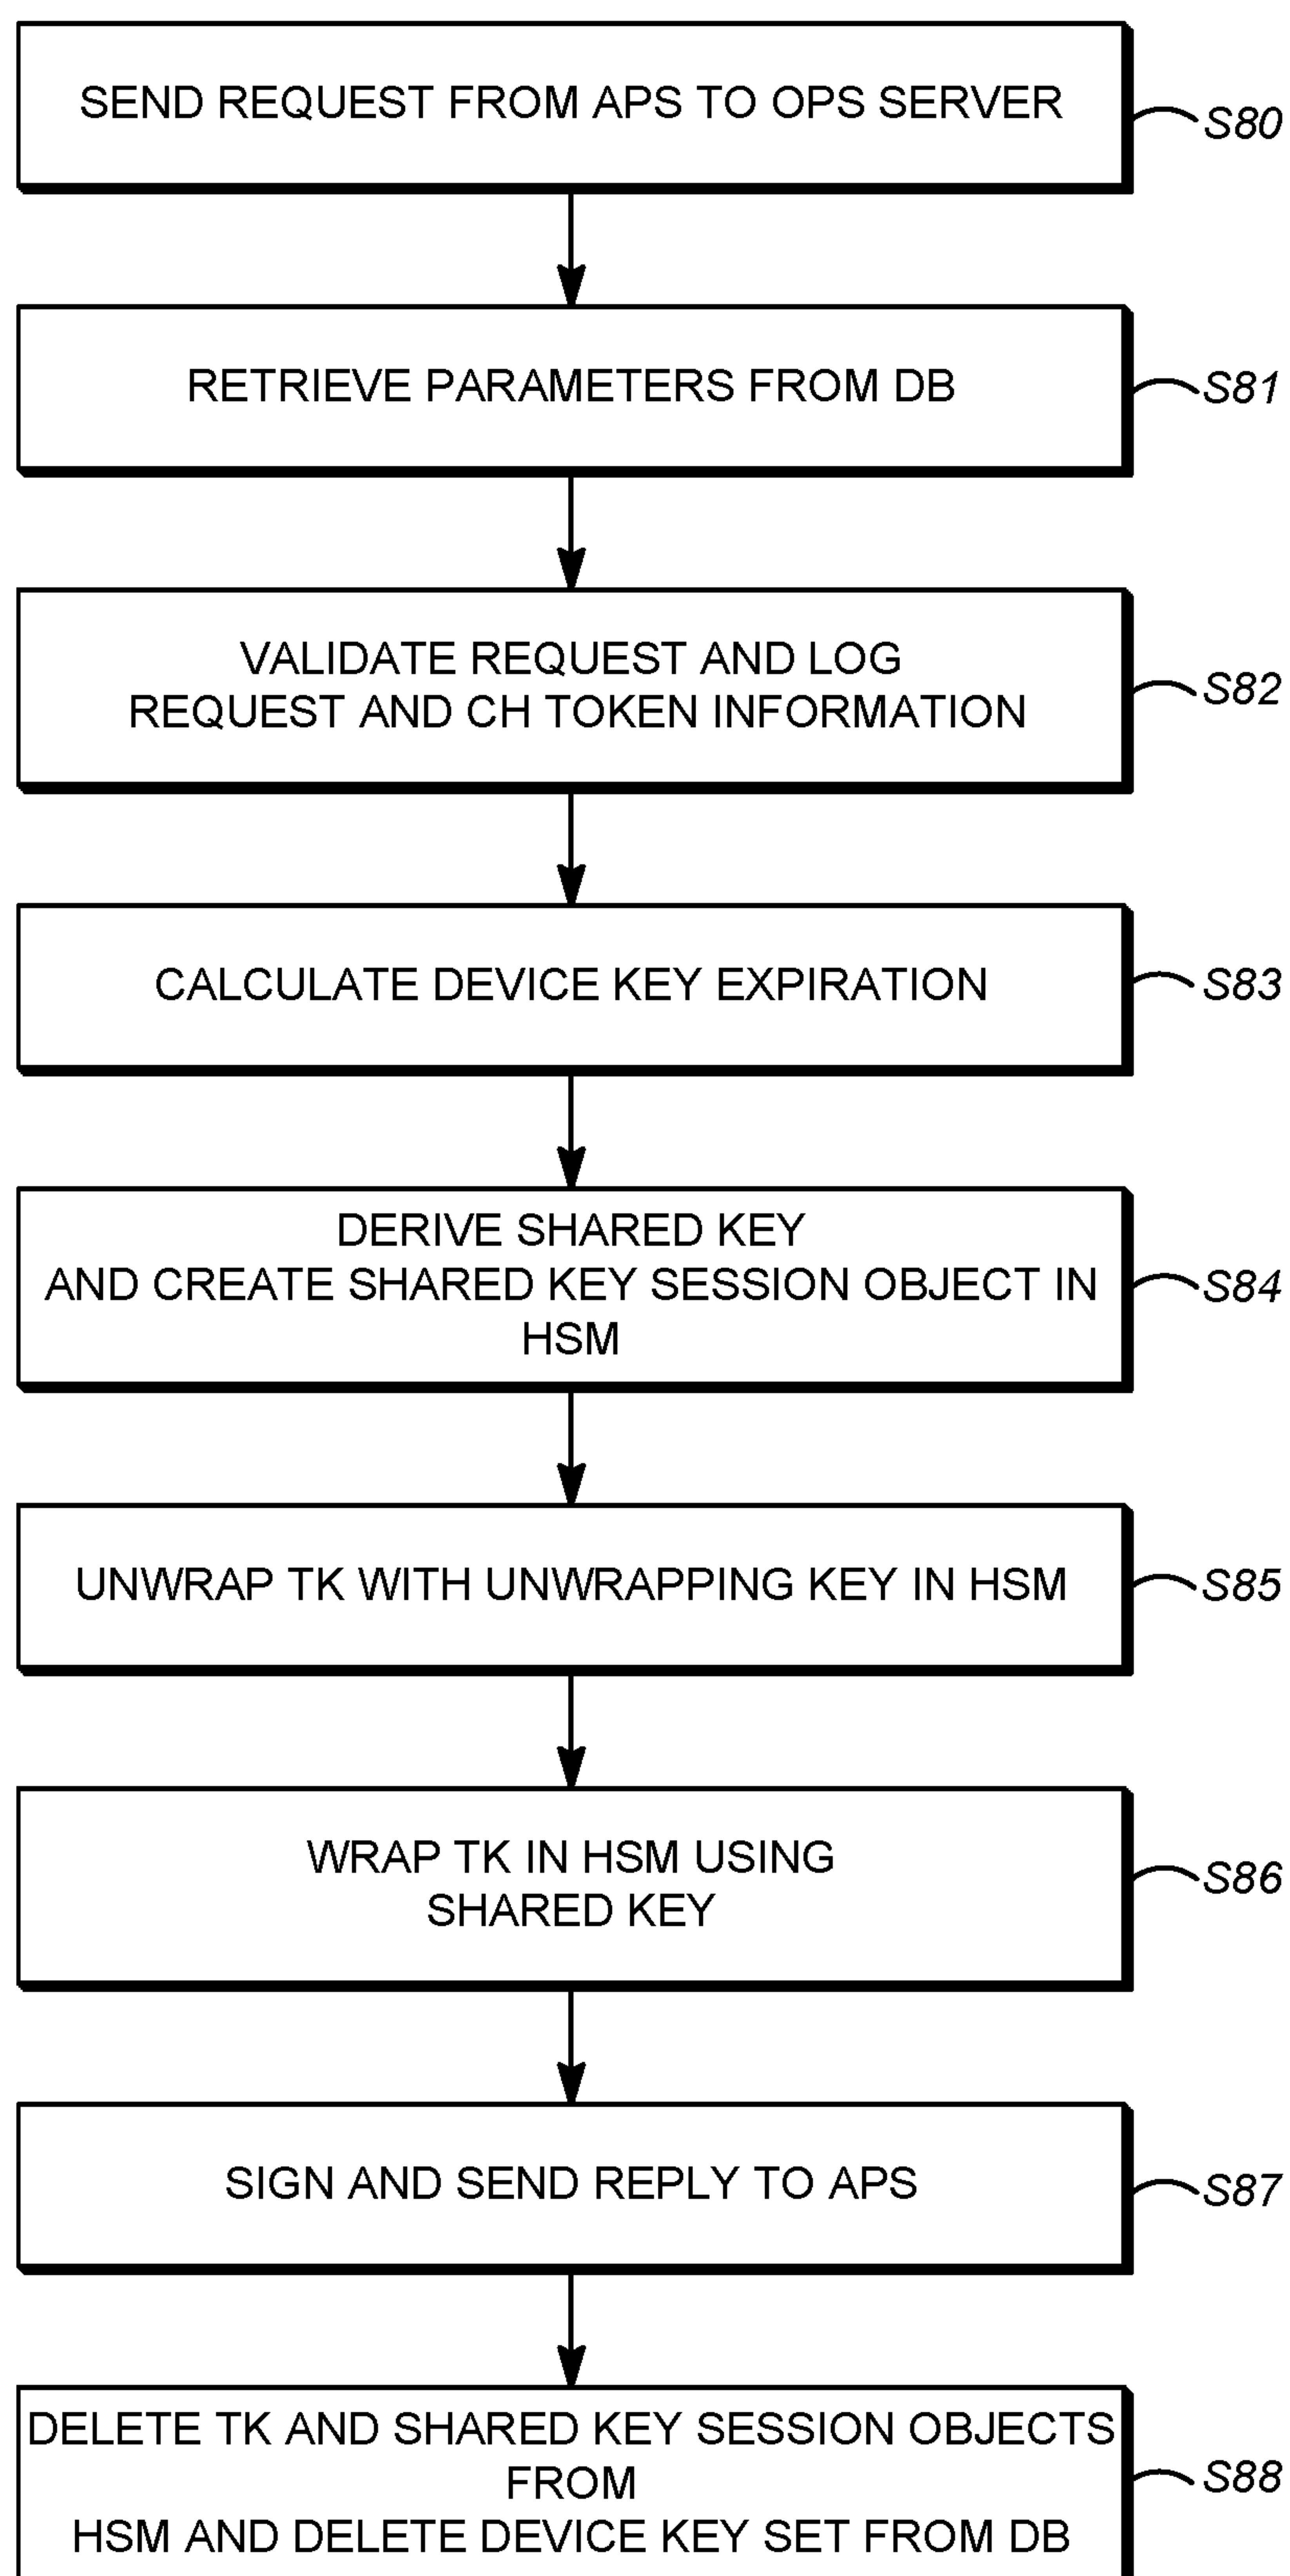 SEND REQUEST FROM APS TO OPS SERVER
S80
RETRIEVE PARAMETERS FROM DB
S81
VALIDATE REQUEST AND LOG
REQUEST AND CH TOKEN INFORMATION
S82
CALCULATE DEVICE KEY EXPIRATION
S83
DERIVE SHARED KEY
AND CREATE SHARED KEY SESSION OBJECT IN
HSM
S84
UNWRAP TK WITH UNWRAPPING KEY IN HSM
S85
WRAP TK IN HSM USING
SHARED KEY
S86
SIGN AND SEND REPLY TO APS
S87
DELETE TK AND SHARED KEY SESSION OBJECTS
FROM
HSM AND DELETE DEVICE KEY SET FROM DB
S88